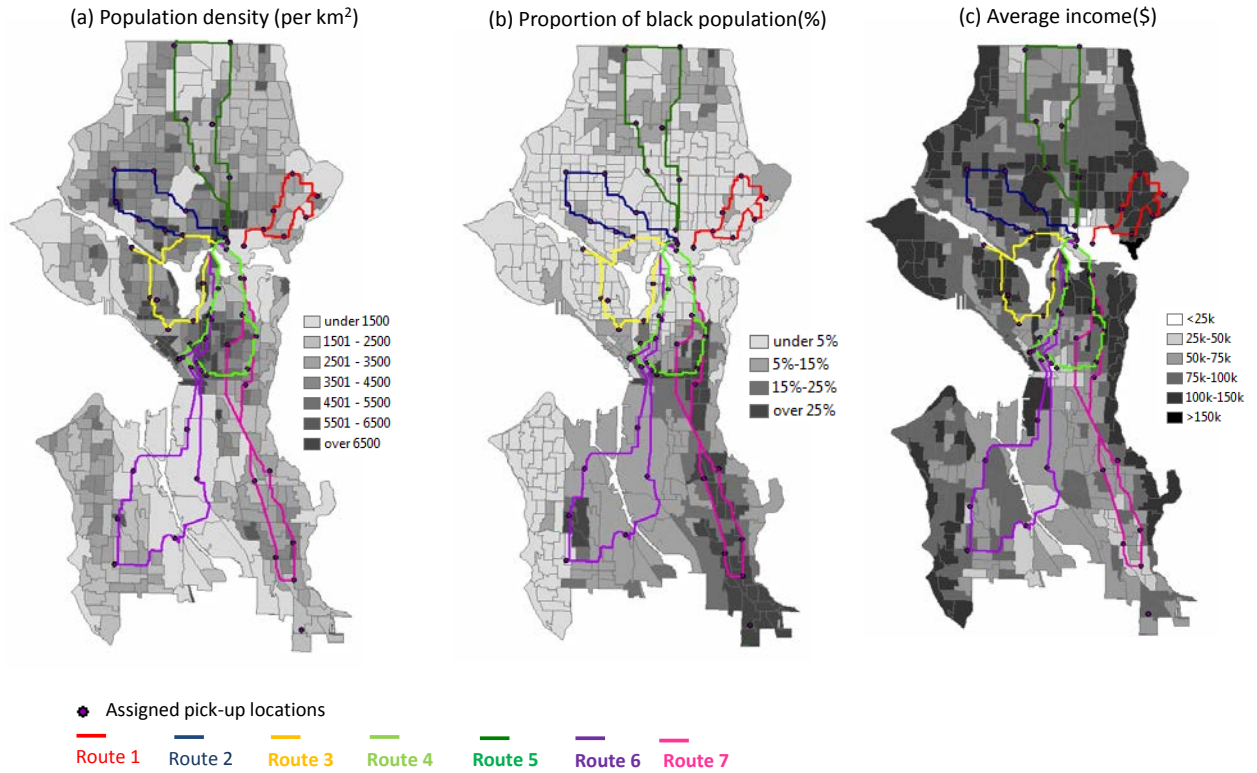 (a) Population density (per km²)
(b) Proportion of black population(%)
(c) Average income($)
under 1500
1501 - 2500
2501 - 3500
3501 - 4500
4501 - 5500
5501 - 6500
over 6500
under 5%
5%-15%
15%-25%
over 25%
<25k
25k-50k
50k-75k
75k-100k
100k-150k
>150k
Assigned pick-up locations
Route 1 Route 2 Route 3 Route 4 Route 5 Route 6 Route 7